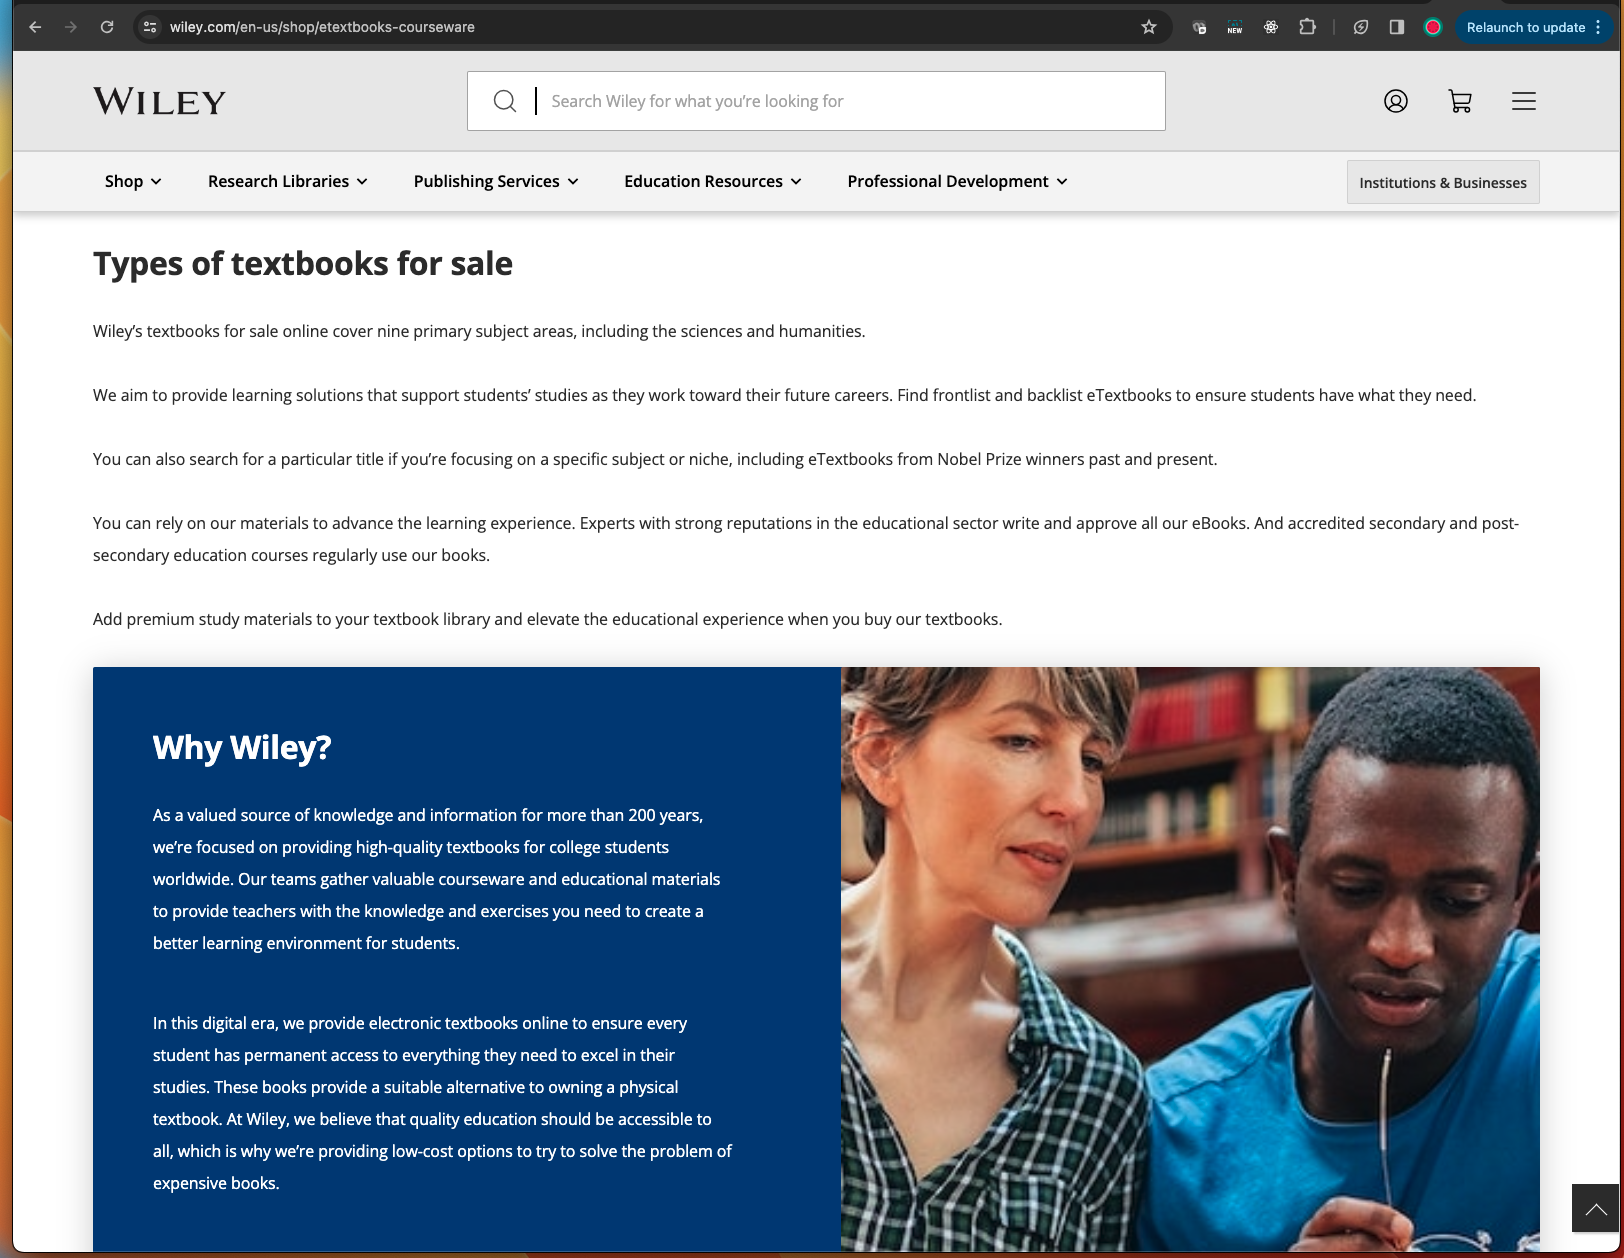 wiley.com/en-us/shop/etextbooks-courseware
NEW
Relaunch to update
WILEY
Search Wiley for what you’re looking for
Shop
Research Libraries
Publishing Services
Education Resources
Professional Development
Institutions & Businesses
Types of textbooks for sale
Wiley’s textbooks for sale online cover nine primary subject areas, including the sciences and humanities.
We aim to provide learning solutions that support students’ studies as they work toward their future careers. Find frontlist and backlist eTextbooks to ensure students have what they need.
You can also search for a particular title if you’re focusing on a specific subject or niche, including eTextbooks from Nobel Prize winners past and present.
You can rely on our materials to advance the learning experience. Experts with strong reputations in the educational sector write and approve all our eBooks. And accredited secondary and post-
secondary education courses regularly use our books.
Add premium study materials to your textbook library and elevate the educational experience when you buy our textbooks.
Why Wiley?
As a valued source of knowledge and information for more than 200 years,
we’re focused on providing high-quality textbooks for college students
worldwide. Our teams gather valuable courseware and educational materials
to provide teachers with the knowledge and exercises you need to create a
better learning environment for students.
In this digital era, we provide electronic textbooks online to ensure every
student has permanent access to everything they need to excel in their
studies. These books provide a suitable alternative to owning a physical
textbook. At Wiley, we believe that quality education should be accessible to
all, which is why we’re providing low-cost options to try to solve the problem of
expensive books.